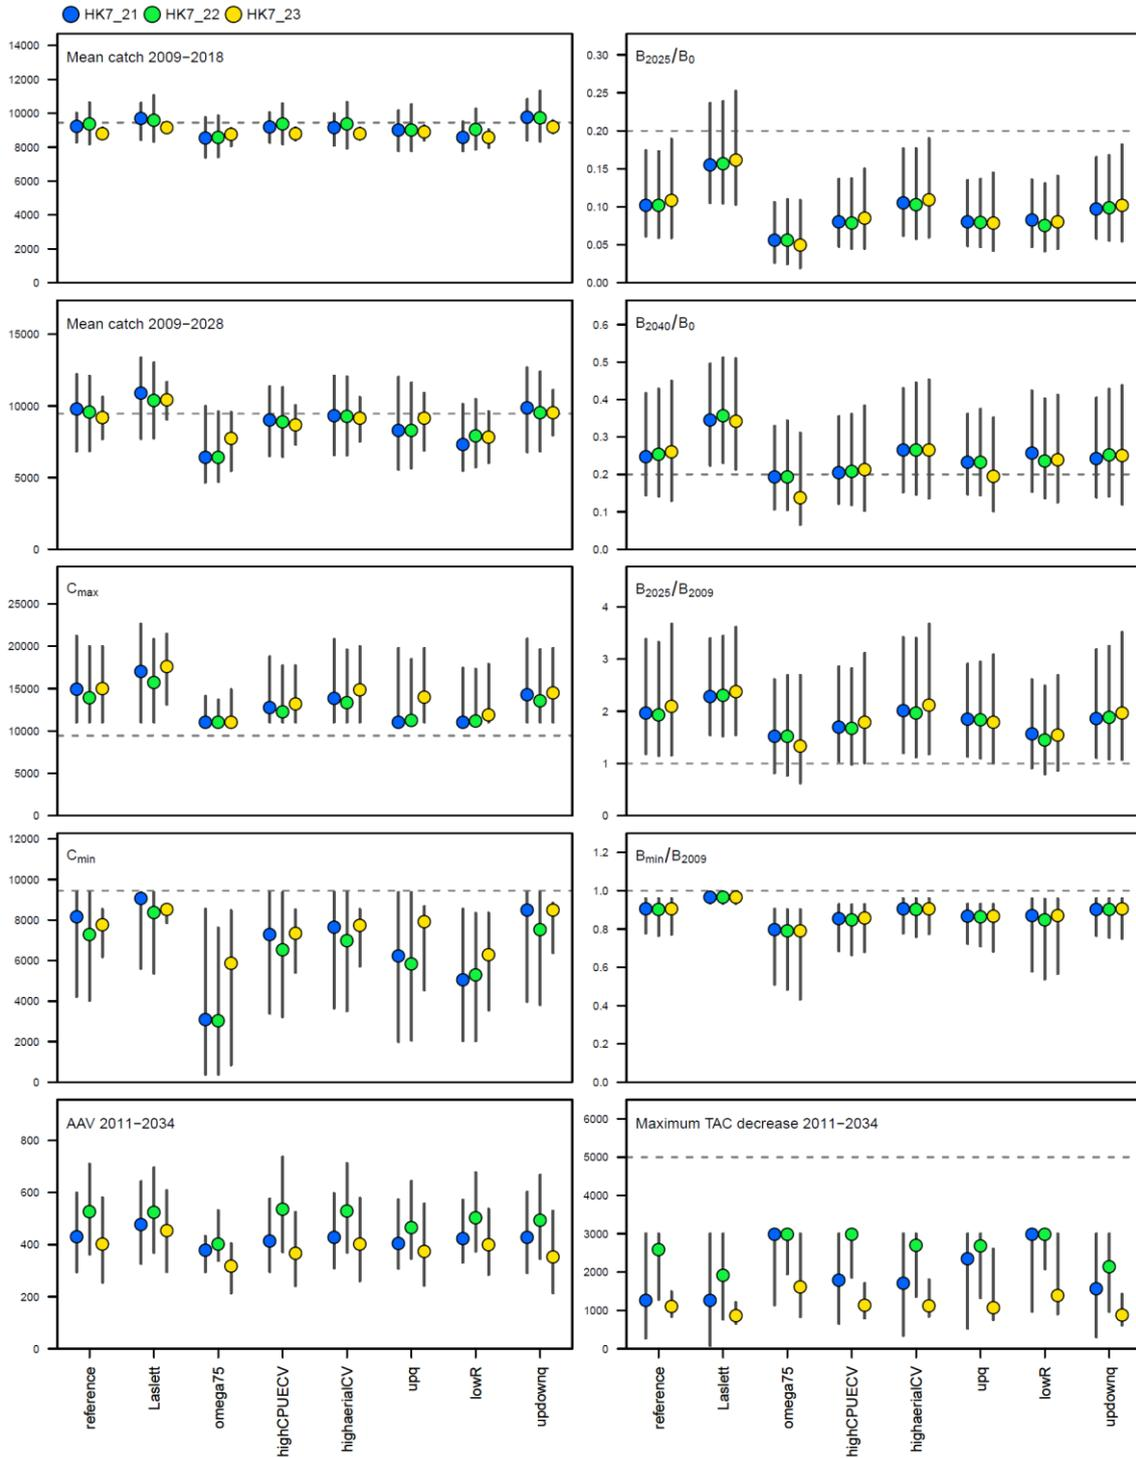 HK7_21 HK7_22 HK7_23
Mean catch 2009−2018
14000
12000
10000
8000
6000
4000
2000
0
B2025/B0
0.30
0.25
0.20
0.15
0.10
0.05
0.00
Mean catch 2009−2028
15000
10000
5000
0
B2040/B0
0.6
0.5
0.4
0.3
0.2
0.1
0.0
Cmax
25000
20000
15000
10000
5000
0
B2025/B2009
4
3
2
1
0
Cmin
12000
10000
8000
6000
4000
2000
0
Bmin/B2009
1.2
1.0
0.8
0.6
0.4
0.2
0.0
AAV 2011−2034
800
600
400
200
0
reference
Laslett
omega75
highCPUECV
highaerialCV
upq
lowR
updownq
Maximum TAC decrease 2011−2034
6000
5000
4000
3000
2000
1000
0
reference
Laslett
omega75
highCPUECV
highaerialCV
upq
lowR
updownq